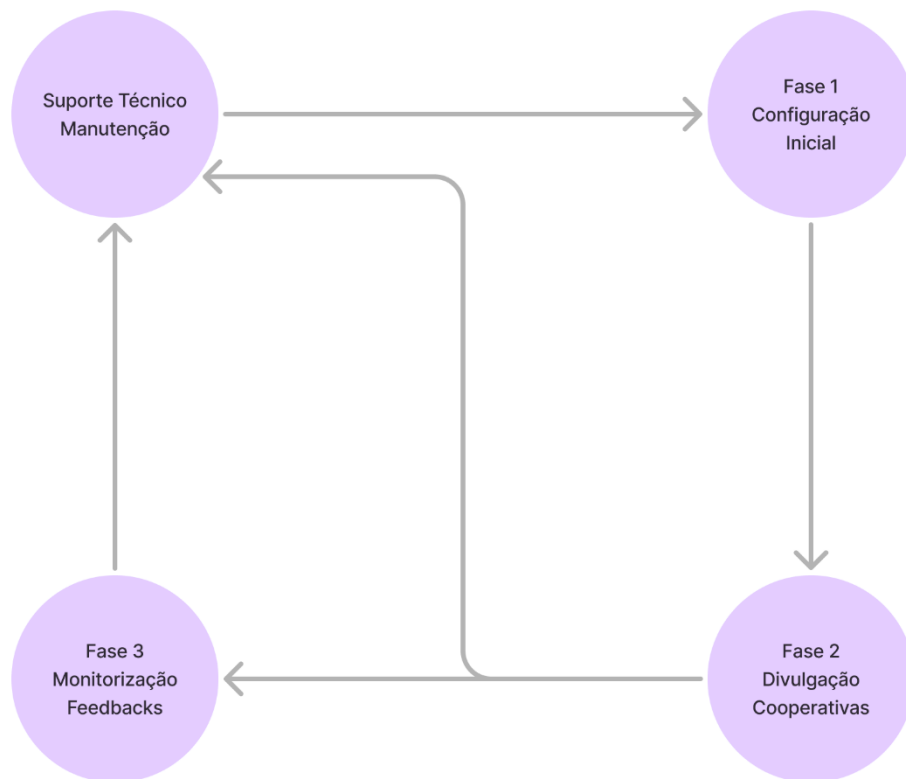 Suporte Técnico
Manutenção
Fase 1
Configuração
Inicial
Fase 3
Monitorização
Feedbacks
Fase 2
Divulgação
Cooperativas